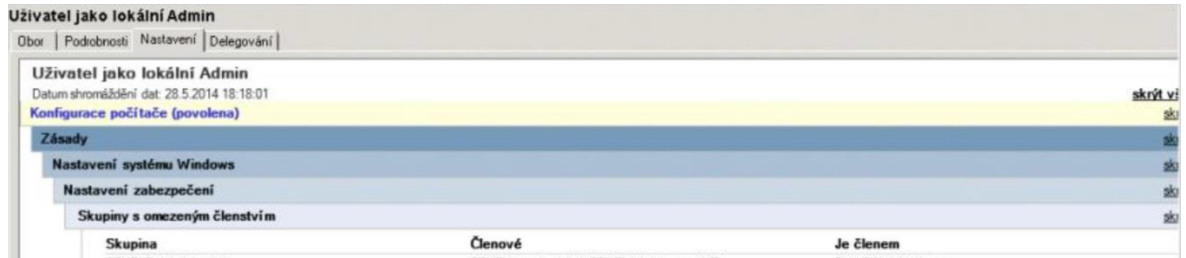 Uživatel jako lokální Admin
Obor Podrobnosti Nastavení Delegování
Uživatel jako lokální Admin
Datum shromáždění dat: 28.5.2014 18:18:01 skrýt
Konfigurace počítače (povolena)
Zásady
Nastavení systému Windows
Nastavení zabezpečení
Skupiny s omezeným členstvím
Skupina Členové Je členem